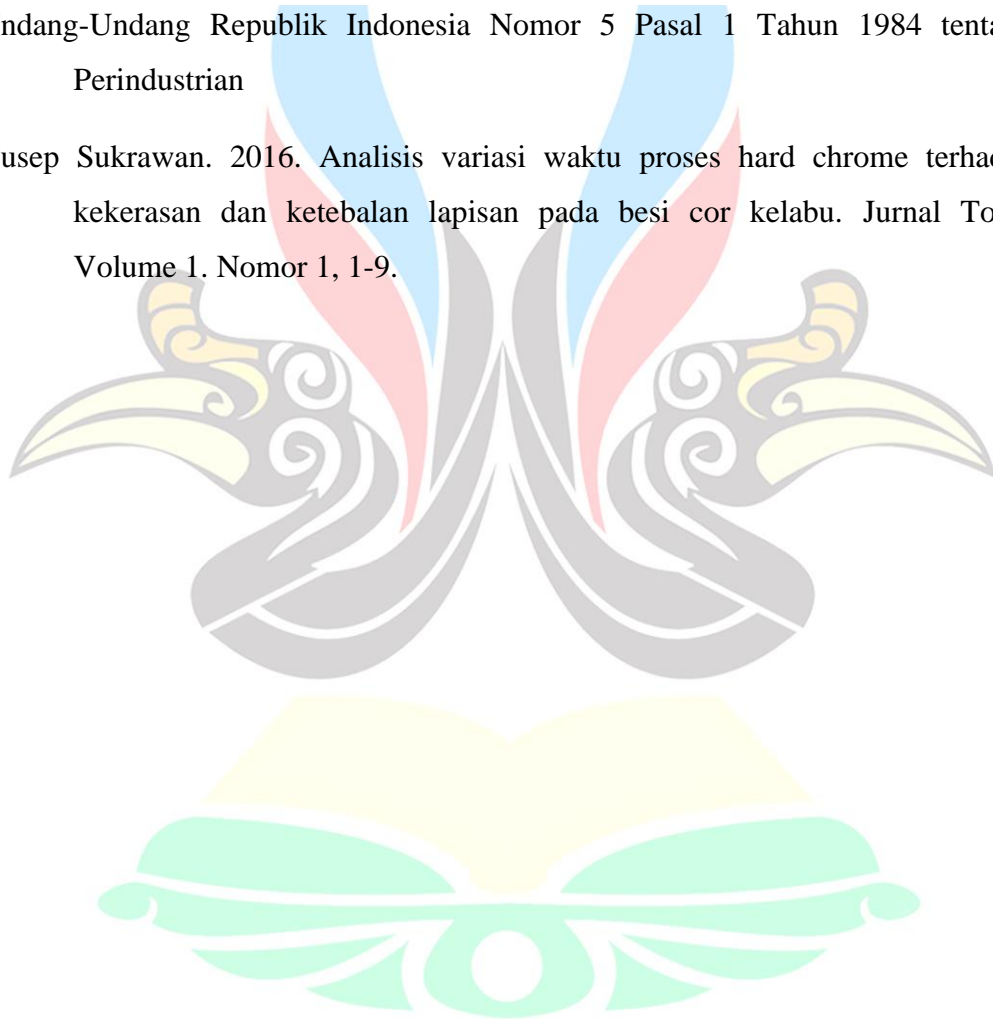 ndang-Undang Republik Indonesia Nomor 5 Pasal 1 Tahun 1984 tenta
Perindustrian
usep Sukrawan. 2016. Analisis variasi waktu proses hard chrome terhad
kekerasan dan ketebalan lapisan pada besi cor kelabu. Jurnal To
Volume 1. Nomor 1, 1-9.